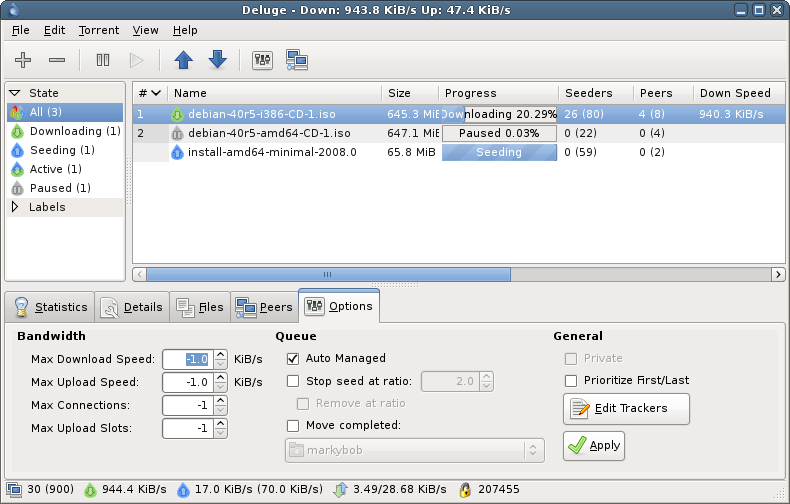 Deluge - Down: 943.8 KiB/s Up: 47.4 KiB/s
File Edit Torrent View Help
State
All (3)
Downloading (1)
Seeding (1)
Active (1)
Paused (1)
Labels
# Name Size Progress Seeders Peers Down Speed
1 debian-40r5-i386-CD-1.iso 645.3 MiB Downloading 20.29% 26 (80) 4 (8) 940.3 KiB/s
2 debian-40r5-amd64-CD-1.iso 647.1 MiB Paused 0.03% 0 (22) 0 (4)
install-amd64-minimal-2008.0 65.8 MiB Seeding 0 (59) 0 (2)
Statistics Details Files Peers Options
Bandwidth
Max Download Speed: -1.0 KiB/s
Max Upload Speed: -1.0 KiB/s
Max Connections: -1
Max Upload Slots: -1
Queue
Auto Managed
Stop seed at ratio: 2.0
Remove at ratio
Move completed:
markybob
General
Private
Prioritize First/Last
Edit Trackers
Apply
30 (900) 944.4 KiB/s 17.0 KiB/s (70.0 KiB/s) 3.49/28.68 KiB/s 207455